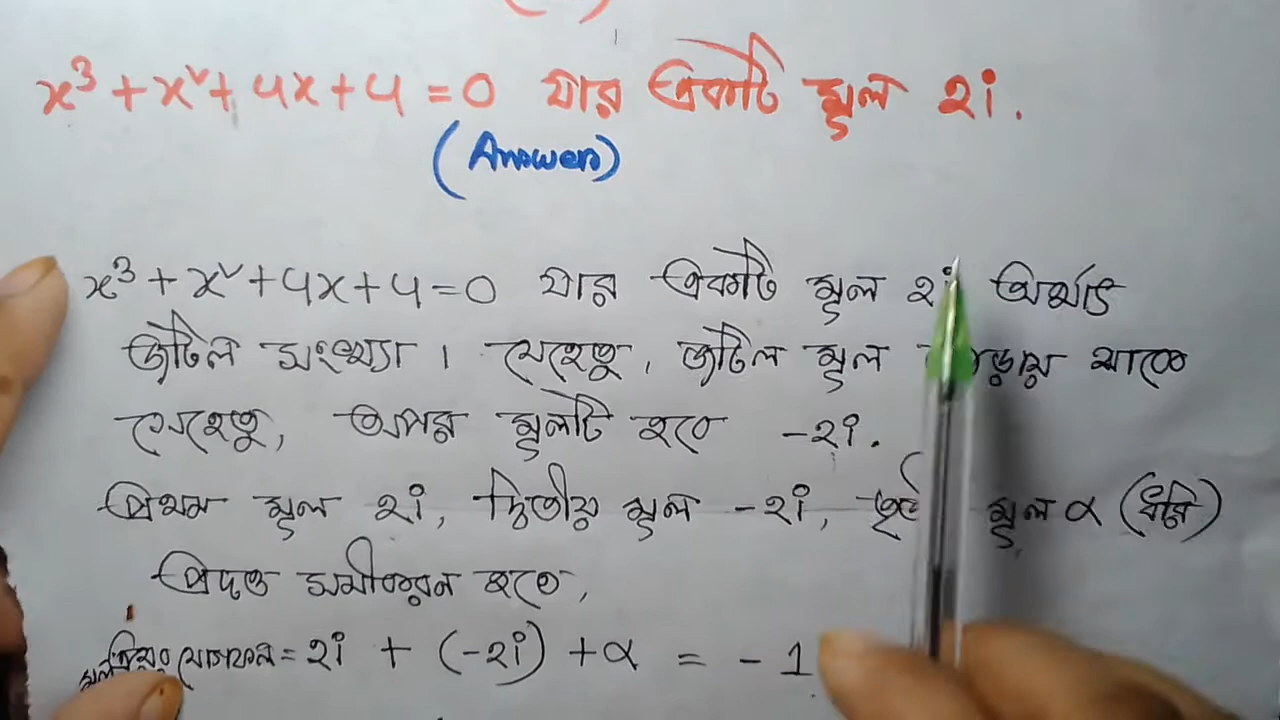 x³ + x² + 4x + 4 = 0 যার একটি মূল 2i.
(Answer)
x³ + x² + 4x + 4 = 0 যার একটি মূল 2i অর্থাৎ
জটিল সংখ্যা। যেহেতু, জটিল মূল থাকে
সেহেতু, অপর মূলটি হবে -2i.
প্রথম মূল 2i, দ্বিতীয় মূল -2i, মূল α (ধরি)
প্রদত্ত সমীকরন হতে,
যোগফল = 2i + (-2i) + α = -1